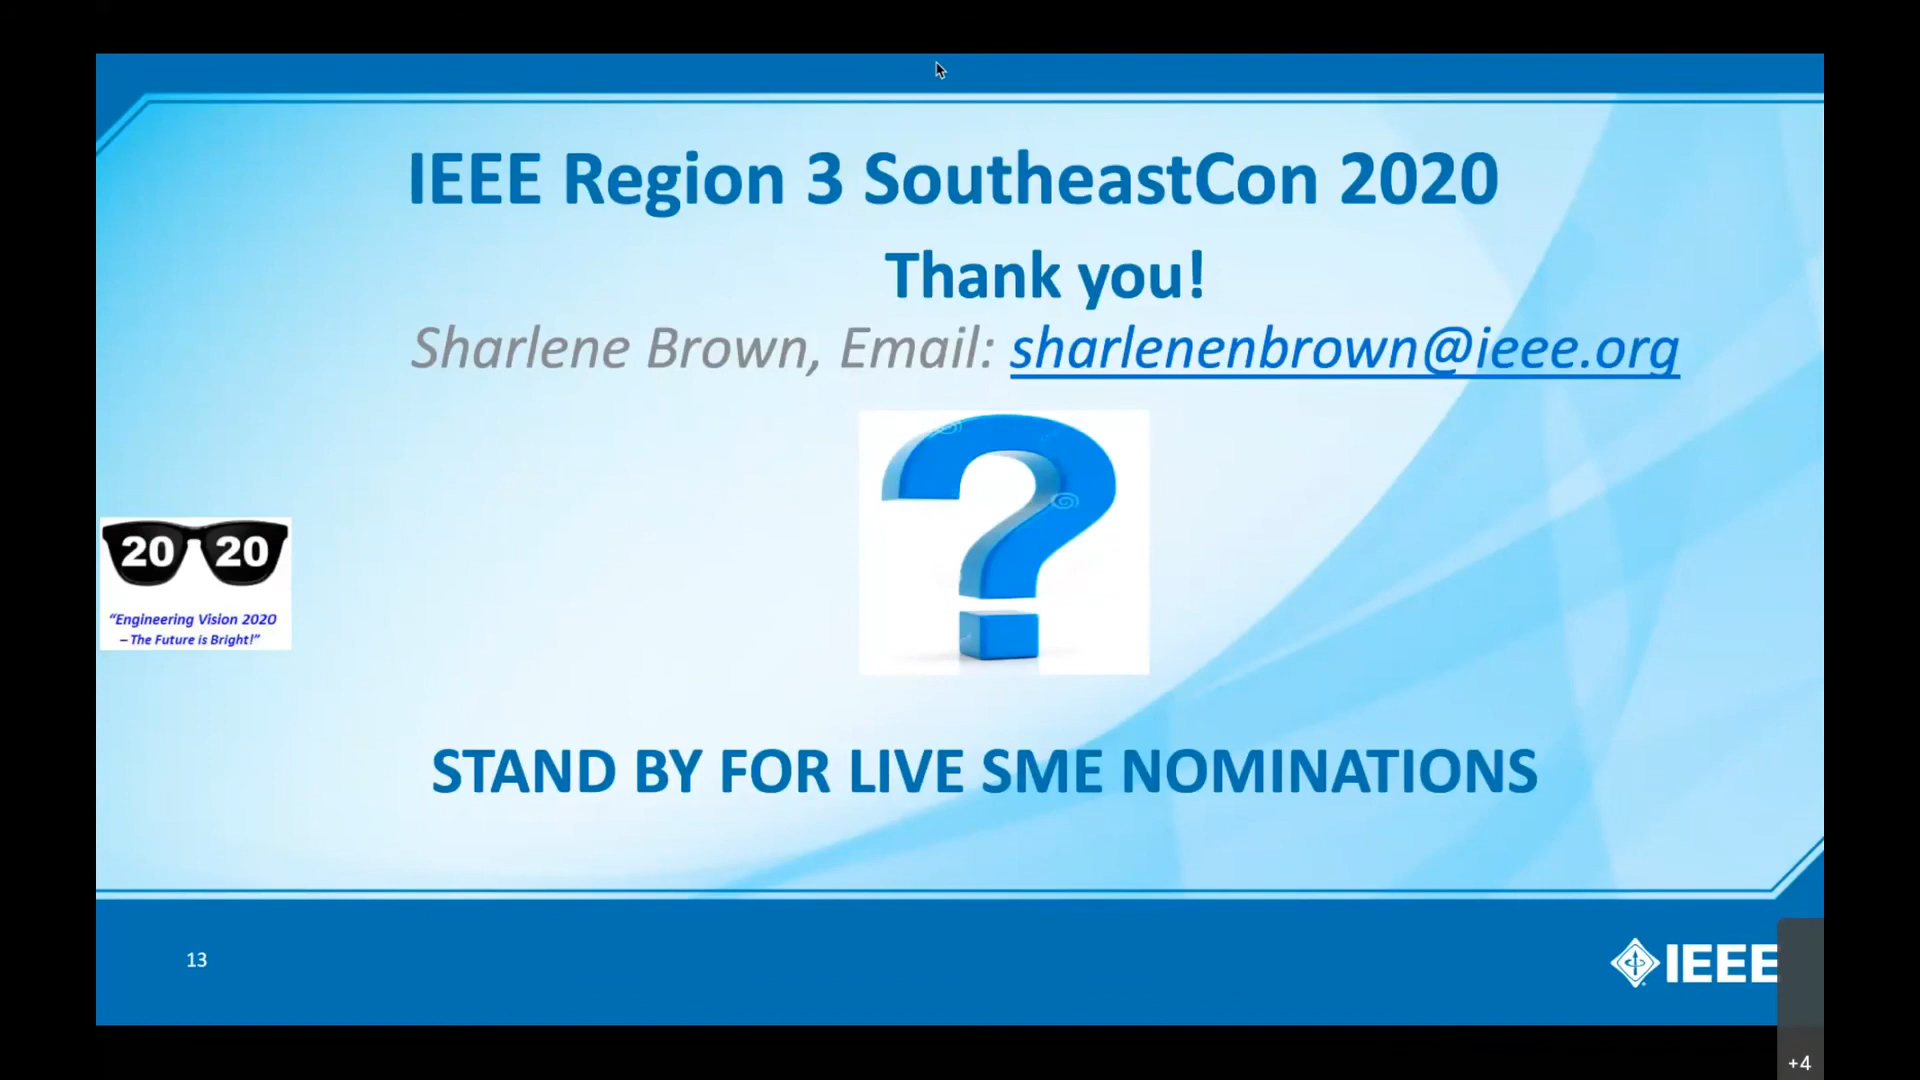 IEEE Region 3 SoutheastCon 2020
Thank you!
Sharlene Brown, Email: sharlenenbrown@ieee.org
20 20
“Engineering Vision 2020
– The Future is Bright!”
STAND BY FOR LIVE SME NOMINATIONS
13
IEEE
+4